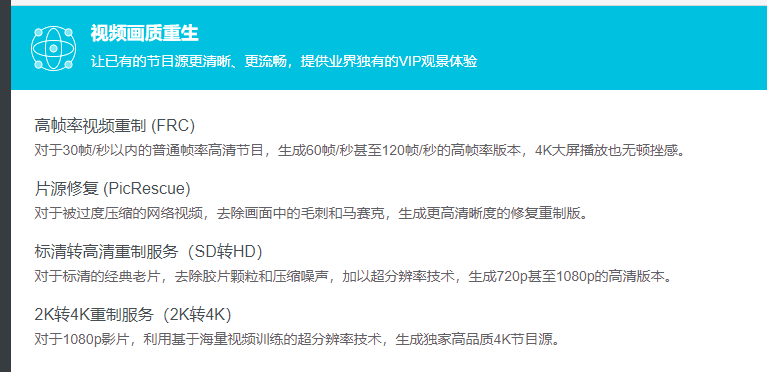 视频画质重生
让已有的节目源更清晰、更流畅，提供业界独有的VIP观景体验
高帧率视频重制 (FRC)
对于30帧/秒以内的普通帧率高清节目，生成60帧/秒甚至120帧/秒的高帧率版本，4K大屏播放也无顿挫感。
片源修复 (PicRescue)
对于被过度压缩的网络视频，去除画面中的毛刺和马赛克，生成更高清晰度的修复重制版。
标清转高清重制服务（SD转HD）
对于标清的经典老片，去除胶片颗粒和压缩噪声，加以超分辨率技术，生成720p甚至1080p的高清版本。
2K转4K重制服务（2K转4K）
对于1080p影片，利用基于海量视频训练的超分辨率技术，生成独家高品质4K节目源。